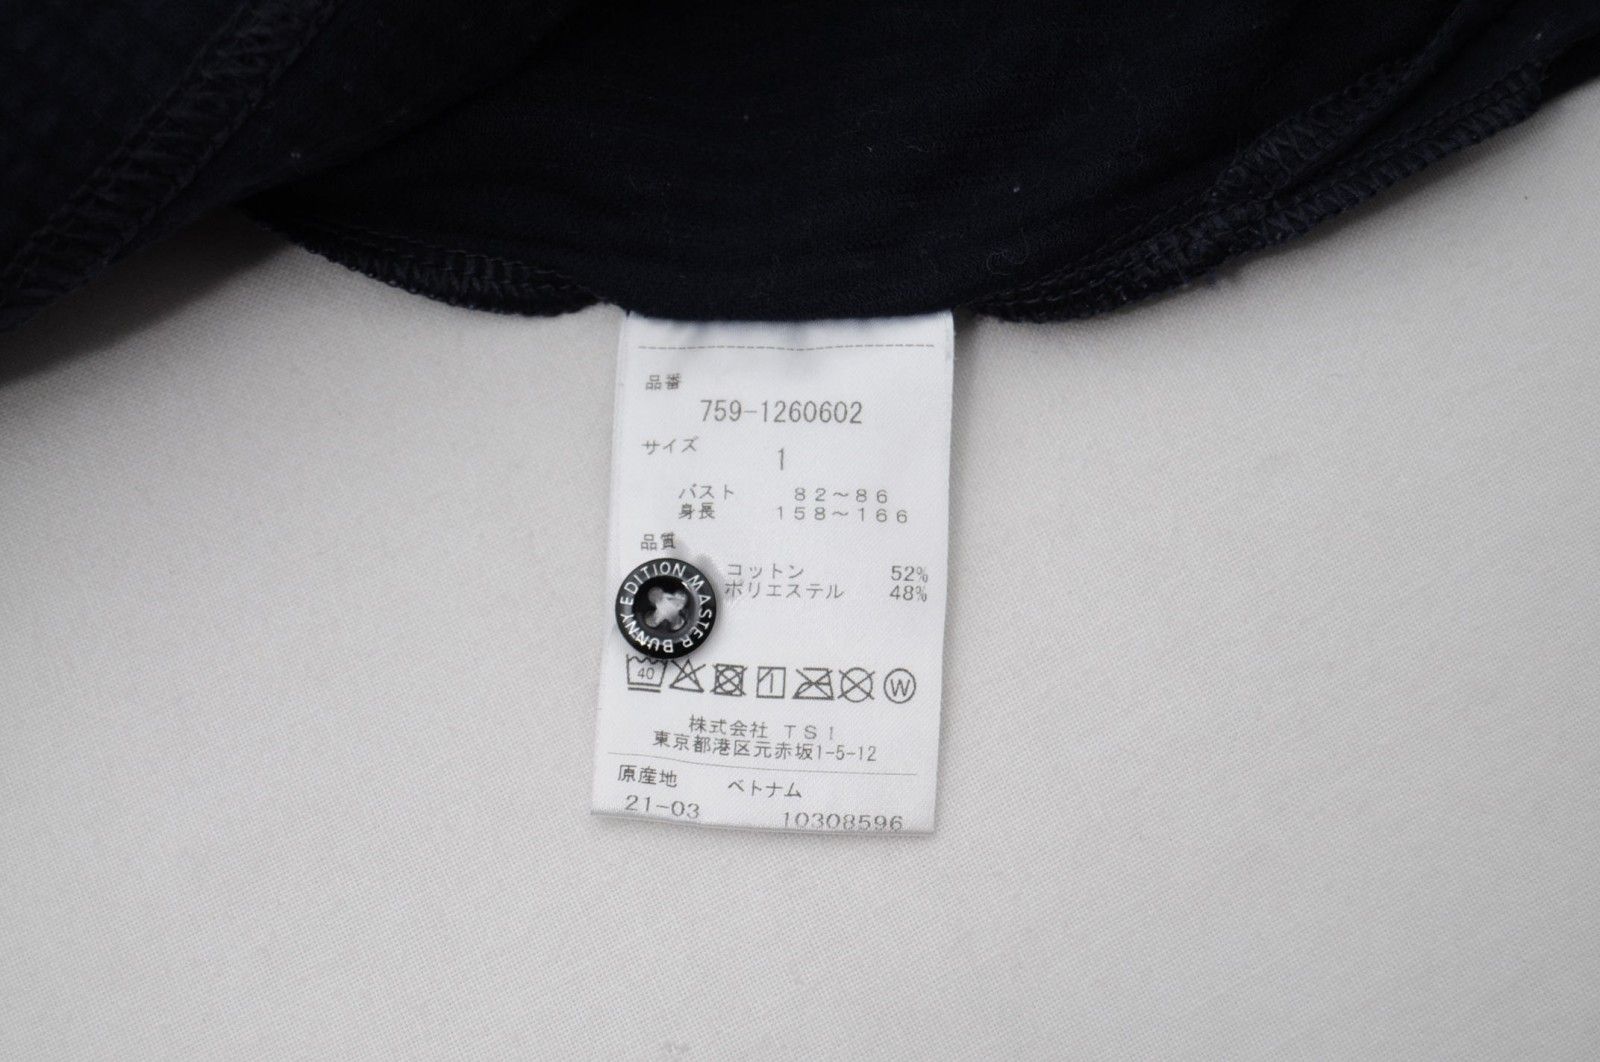 品番
759-1260602
サイズ
1
バスト 82～86
身長 158～166
品質
コットン 52%
ポリエステル 48%
MASTER BUNNY EDITION
40
W
株式会社 TSI
東京都港区元赤坂1-5-12
原産地 ベトナム
21-03 10308596